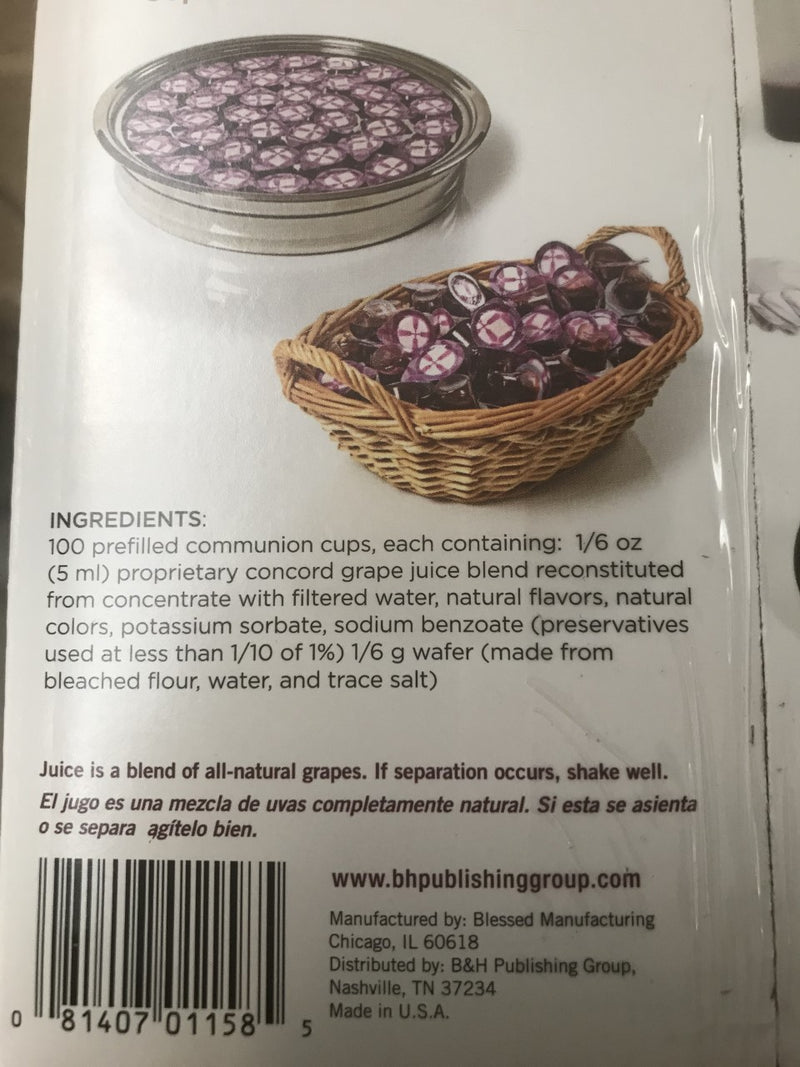 INGREDIENTS:
100 prefilled communion cups, each containing: 1/6 oz
(5 ml) proprietary concord grape juice blend reconstituted
from concentrate with filtered water, natural flavors, natural
colors, potassium sorbate, sodium benzoate (preservatives
used at less than 1/10 of 1%) 1/6 g wafer (made from
bleached flour, water, and trace salt)
Juice is a blend of all-natural grapes. If separation occurs, shake well.
El jugo es una mezcla de uvas completamente natural. Si esta se asienta
o se separa agítelo bien.
www.bhpublishinggroup.com
Manufactured by: Blessed Manufacturing
Chicago, IL 60618
Distributed by: B&H Publishing Group,
Nashville, TN 37234
Made in U.S.A.
0 81407 01158 5